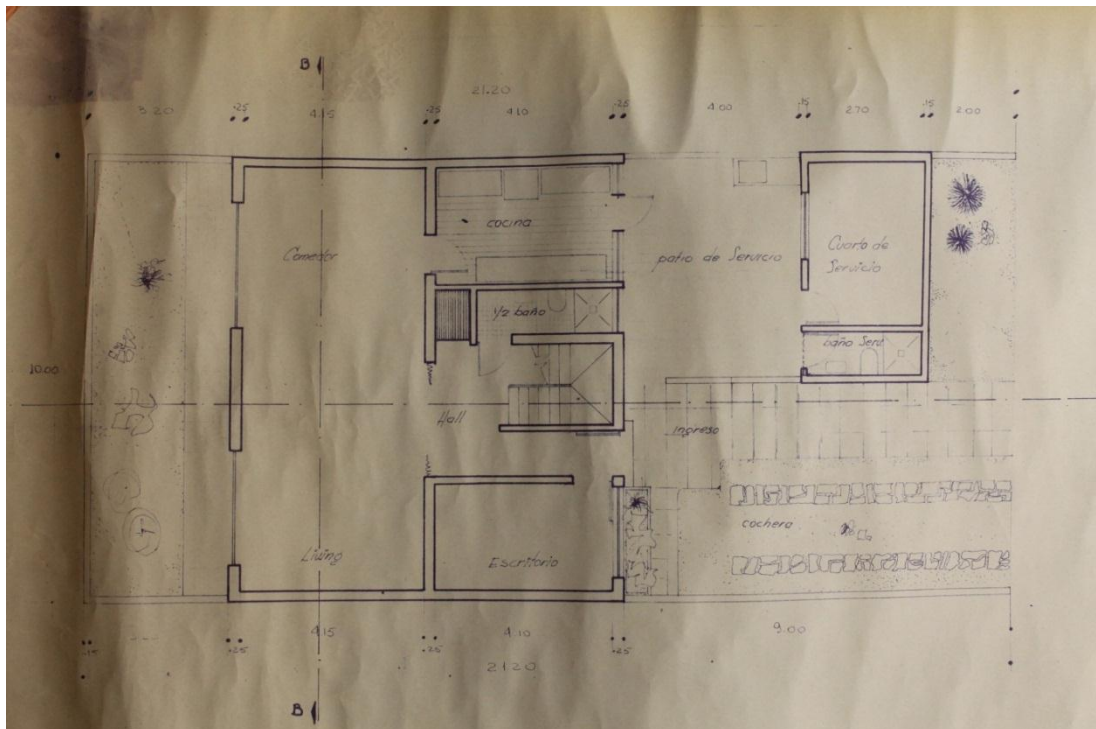 B
21.20
3.20 .25 4.15 .25 4.10 .25 4.00 .15 270 .15 2.00
cocina
Comedor
patio de Servicio
Cuarto de
Servicio
1/2 baño
baño Serv.
10.00
Hall
ingreso
cochera
Living
Escritorio
.15 .25 4.15 .25 4.10 .25 9.00
21.20
B